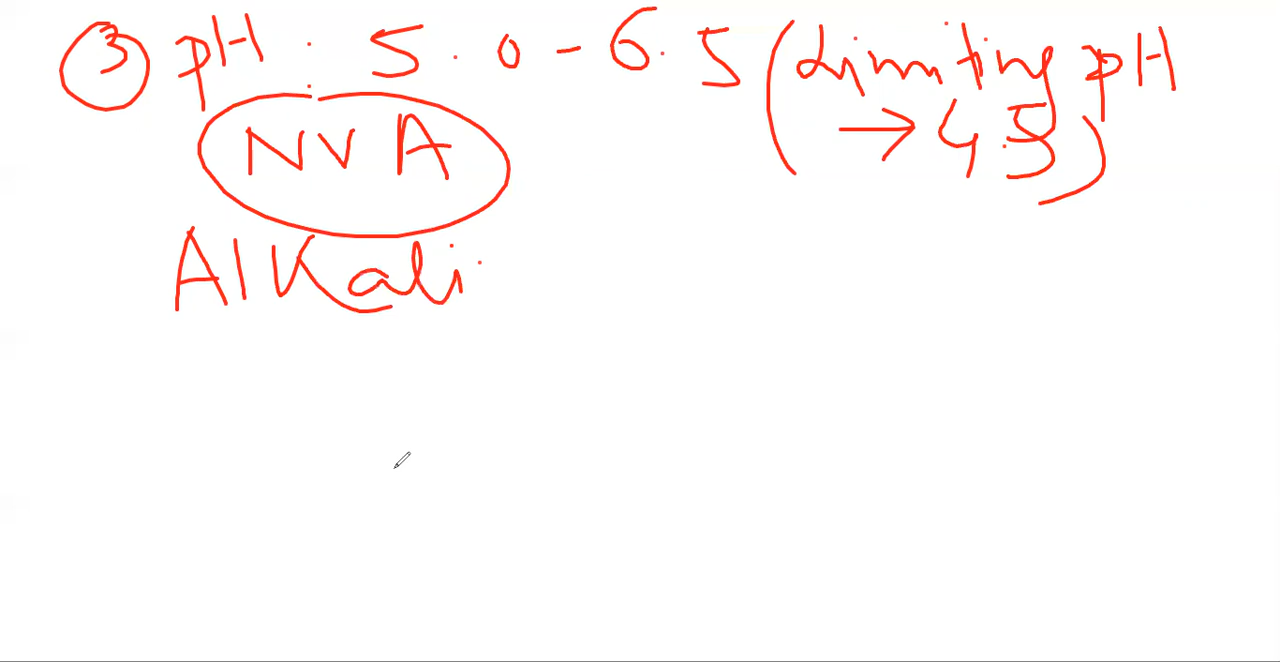 ③ pH : 5.0 - 6.5 (Limiting pH
→ 4.5)
NVA
Alkali